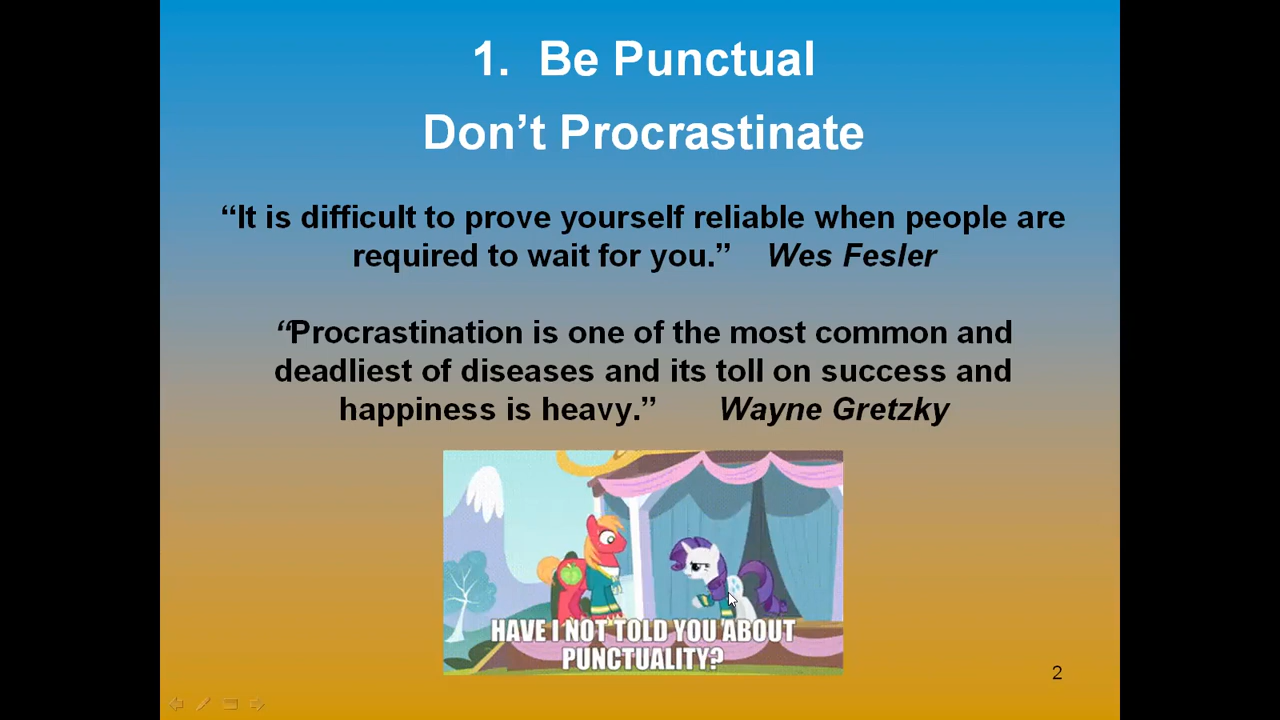 1. Be Punctual
Don’t Procrastinate
“It is difficult to prove yourself reliable when people are
required to wait for you.” Wes Fesler
“Procrastination is one of the most common and
deadliest of diseases and its toll on success and
happiness is heavy.” Wayne Gretzky
HAVE I NOT TOLD YOU ABOUT
PUNCTUALITY?
2